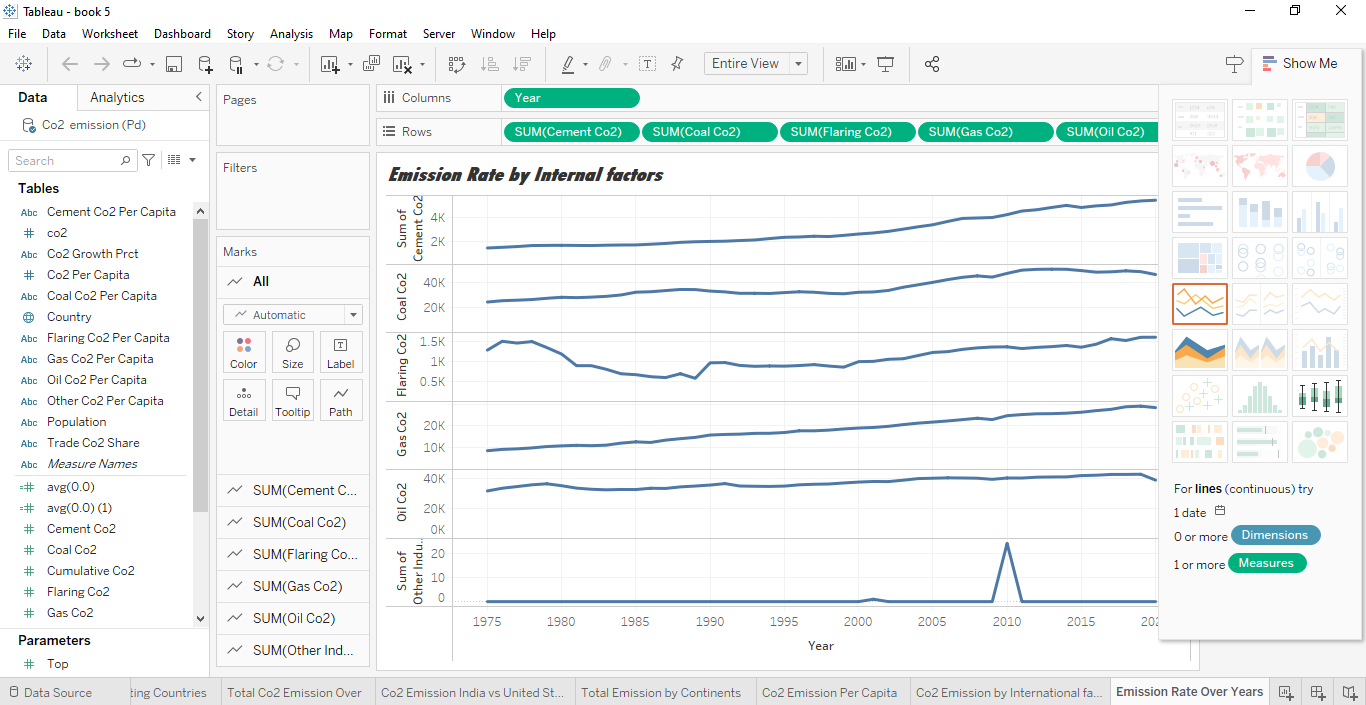 Tableau - book 5
File Data Worksheet Dashboard Story Analysis Map Format Server Window Help
Entire View
Show Me
Data Analytics
Co2 emission (Pd)
Search
Tables
Abc Cement Co2 Per Capita
co2
Abc Co2 Growth Prct
Co2 Per Capita
Abc Coal Co2 Per Capita
Country
Abc Flaring Co2 Per Capita
Abc Gas Co2 Per Capita
Abc Oil Co2 Per Capita
Abc Other Co2 Per Capita
Abc Population
Abc Trade Co2 Share
Abc Measure Names
avg(0.0)
avg(0.0) (1)
Cement Co2
Coal Co2
Cumulative Co2
Flaring Co2
Gas Co2
Parameters
Top
Pages
Filters
Marks
All
Automatic
Color Size Label
Detail Tooltip Path
SUM(Cement C...
SUM(Coal Co2)
SUM(Flaring Co...
SUM(Gas Co2)
SUM(Oil Co2)
SUM(Other Ind...
Columns Year
Rows SUM(Cement Co2) SUM(Coal Co2) SUM(Flaring Co2) SUM(Gas Co2) SUM(Oil Co2)
Emission Rate by Internal factors
Sum of
Cement Co2
4K
2K
Coal Co2
40K
20K
Flaring Co2
1.5K
1K
0.5K
Gas Co2
20K
10K
Oil Co2
40K
20K
0K
Sum of
Other Indu..
20
10
0
1975 1980 1985 1990 1995 2000 2005 2010 2015 202
Year
For lines (continuous) try
1 date
0 or more Dimensions
1 or more Measures
Data Source ting Countries Total Co2 Emission Over Co2 Emission India vs United St... Total Emission by Continents Co2 Emission Per Capita Co2 Emission by International fa... Emission Rate Over Years